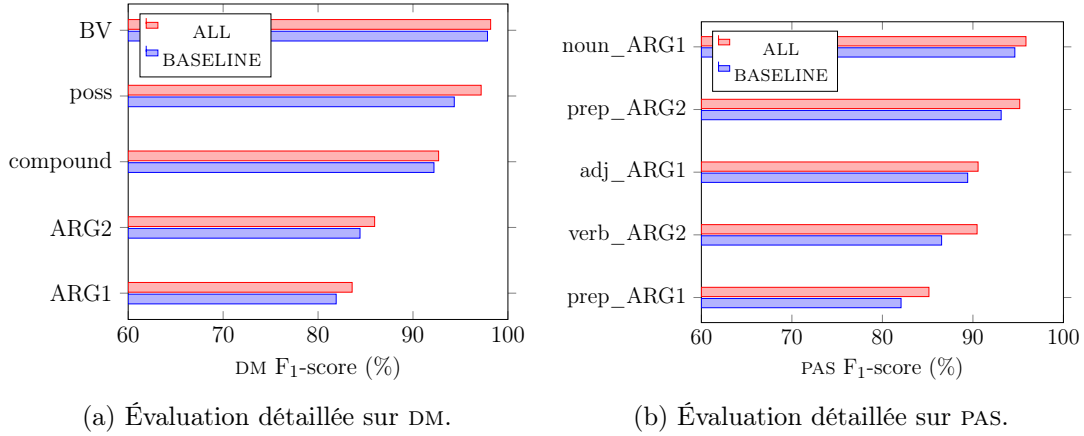 BV
poss
compound
ARG2
ARG1
ALL
BASELINE
60 70 80 90 100
DM F₁-score (%)
(a) Évaluation détaillée sur DM.
noun_ARG1
prep_ARG2
adj_ARG1
verb_ARG2
prep_ARG1
ALL
BASELINE
60 70 80 90 100
PAS F₁-score (%)
(b) Évaluation détaillée sur PAS.